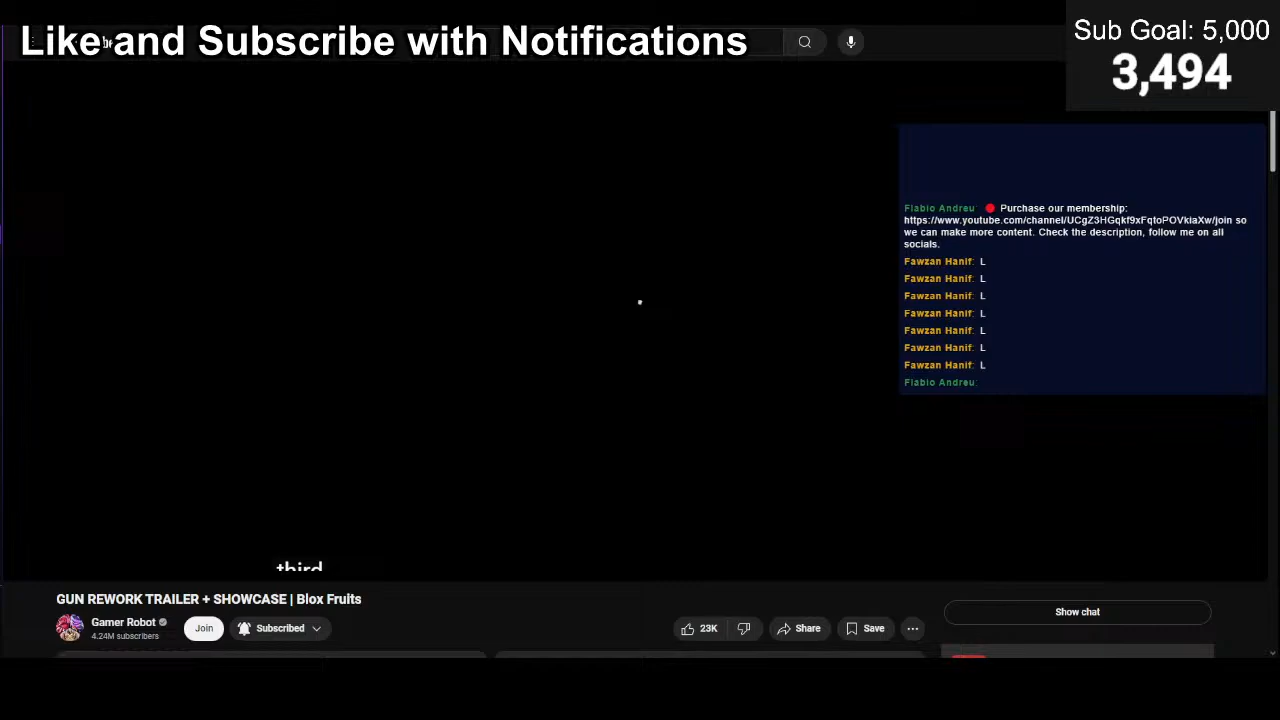 Like and Subscribe with Notifications
Sub Goal: 5,000
3,494
Flabio Andreu: 🔴 Purchase our membership:
https://www.youtube.com/channel/UCgZ3HGqkf9xFqtoPOVkiaXw/join so
we can make more content. Check the description, follow me on all
socials.
Fawzan Hanif: L
Fawzan Hanif: L
Fawzan Hanif: L
Fawzan Hanif: L
Fawzan Hanif: L
Fawzan Hanif: L
Fawzan Hanif: L
Flabio Andreu:
third
GUN REWORK TRAILER + SHOWCASE | Blox Fruits
Gamer Robot
4.24M subscribers
Join
Subscribed
23K
Share
Save
Show chat